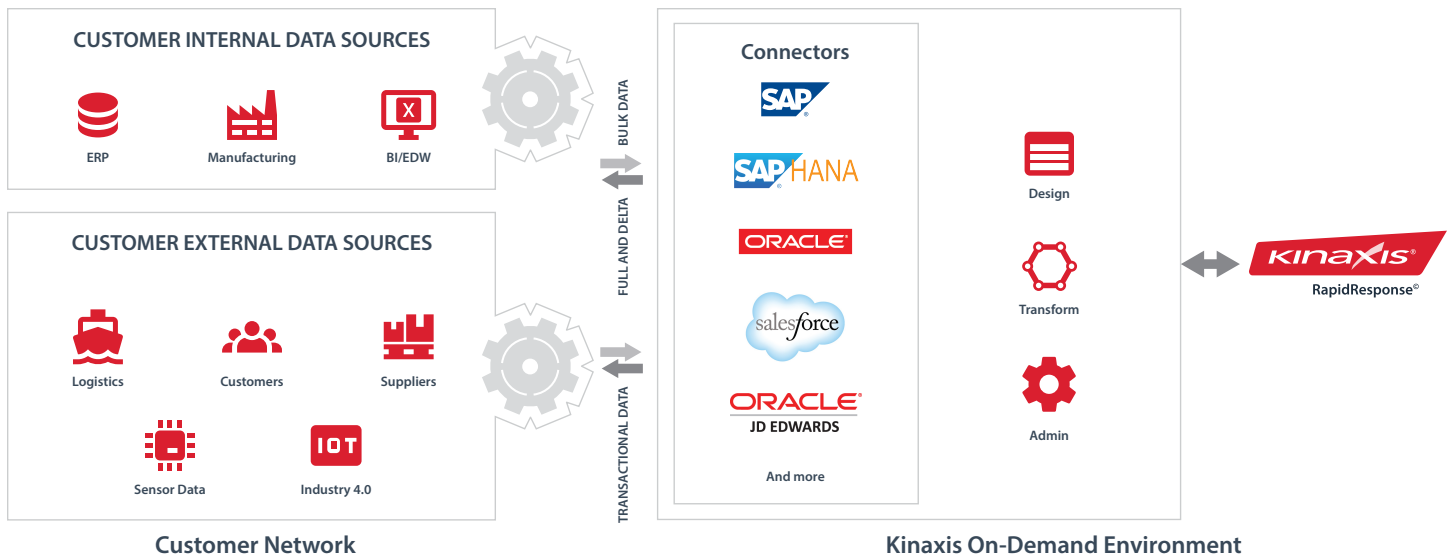 CUSTOMER INTERNAL DATA SOURCES
X
ERP
Manufacturing
BI/EDW
CUSTOMER EXTERNAL DATA SOURCES
Logistics
Customers
Suppliers
IOT
Sensor Data
Industry 4.0
Customer Network
BULK DATA
FULL AND DELTA
TRANSACTIONAL DATA
Connectors
SAP®
SAP® HANA
ORACLE®
salesforce
ORACLE®
JD EDWARDS
And more
Design
Transform
Admin
Kinaxis On-Demand Environment
Kinaxis®
RapidResponse©